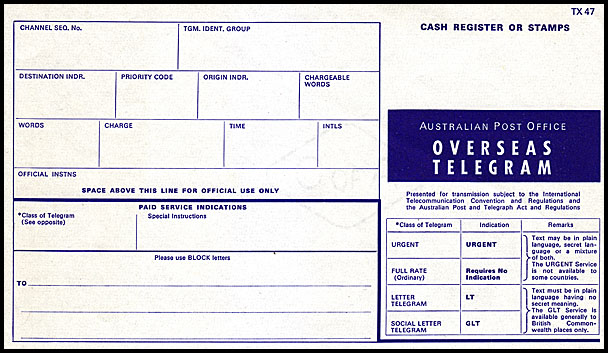 TX 47
CHANNEL SEQ. No.
TGM. IDENT. GROUP
CASH REGISTER OR STAMPS
DESTINATION INDR.
PRIORITY CODE
ORIGIN INDR.
CHARGEABLE
WORDS
WORDS
CHARGE
TIME
INTLS
OFFICIAL INSTNS
SPACE ABOVE THIS LINE FOR OFFICIAL USE ONLY
AUSTRALIAN POST OFFICE
OVERSEAS
TELEGRAM
Presented for transmission subject to the International
Telecommunication Convention and Regulations and
the Australian Post and Telegraph Act and Regulations
PAID SERVICE INDICATIONS
*Class of Telegram
(See opposite)
Special Instructions
Please use BLOCK letters
TO
*Class of Telegram
Indication
Remarks
URGENT
URGENT
FULL RATE
(Ordinary)
Requires No
Indication
Text may be in plain
language, secret lan-
guage or a mixture
of both.
The URGENT Service
is not available to
some countries.
LETTER
TELEGRAM
LT
SOCIAL LETTER
TELEGRAM
GLT
Text must be in plain
language having no
secret meaning.
The GLT Service is
available generally to
British Common-
wealth places only.